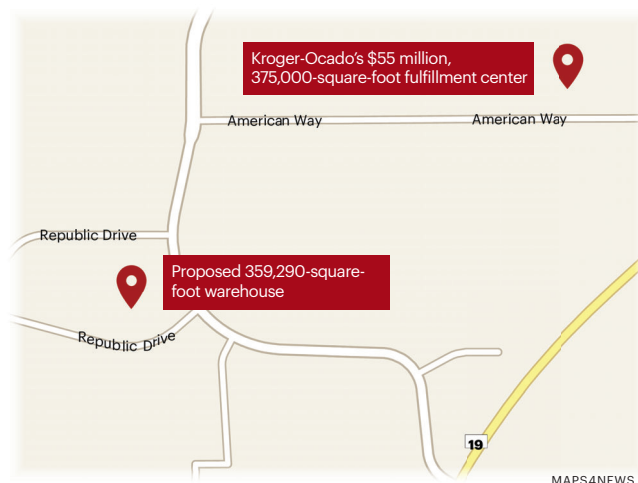 Kroger-Ocado’s $55 million,
375,000-square-foot fulfillment center
American Way
American Way
Republic Drive
Proposed 359,290-square-
foot warehouse
Republic Drive
19
MAPS4NEWS